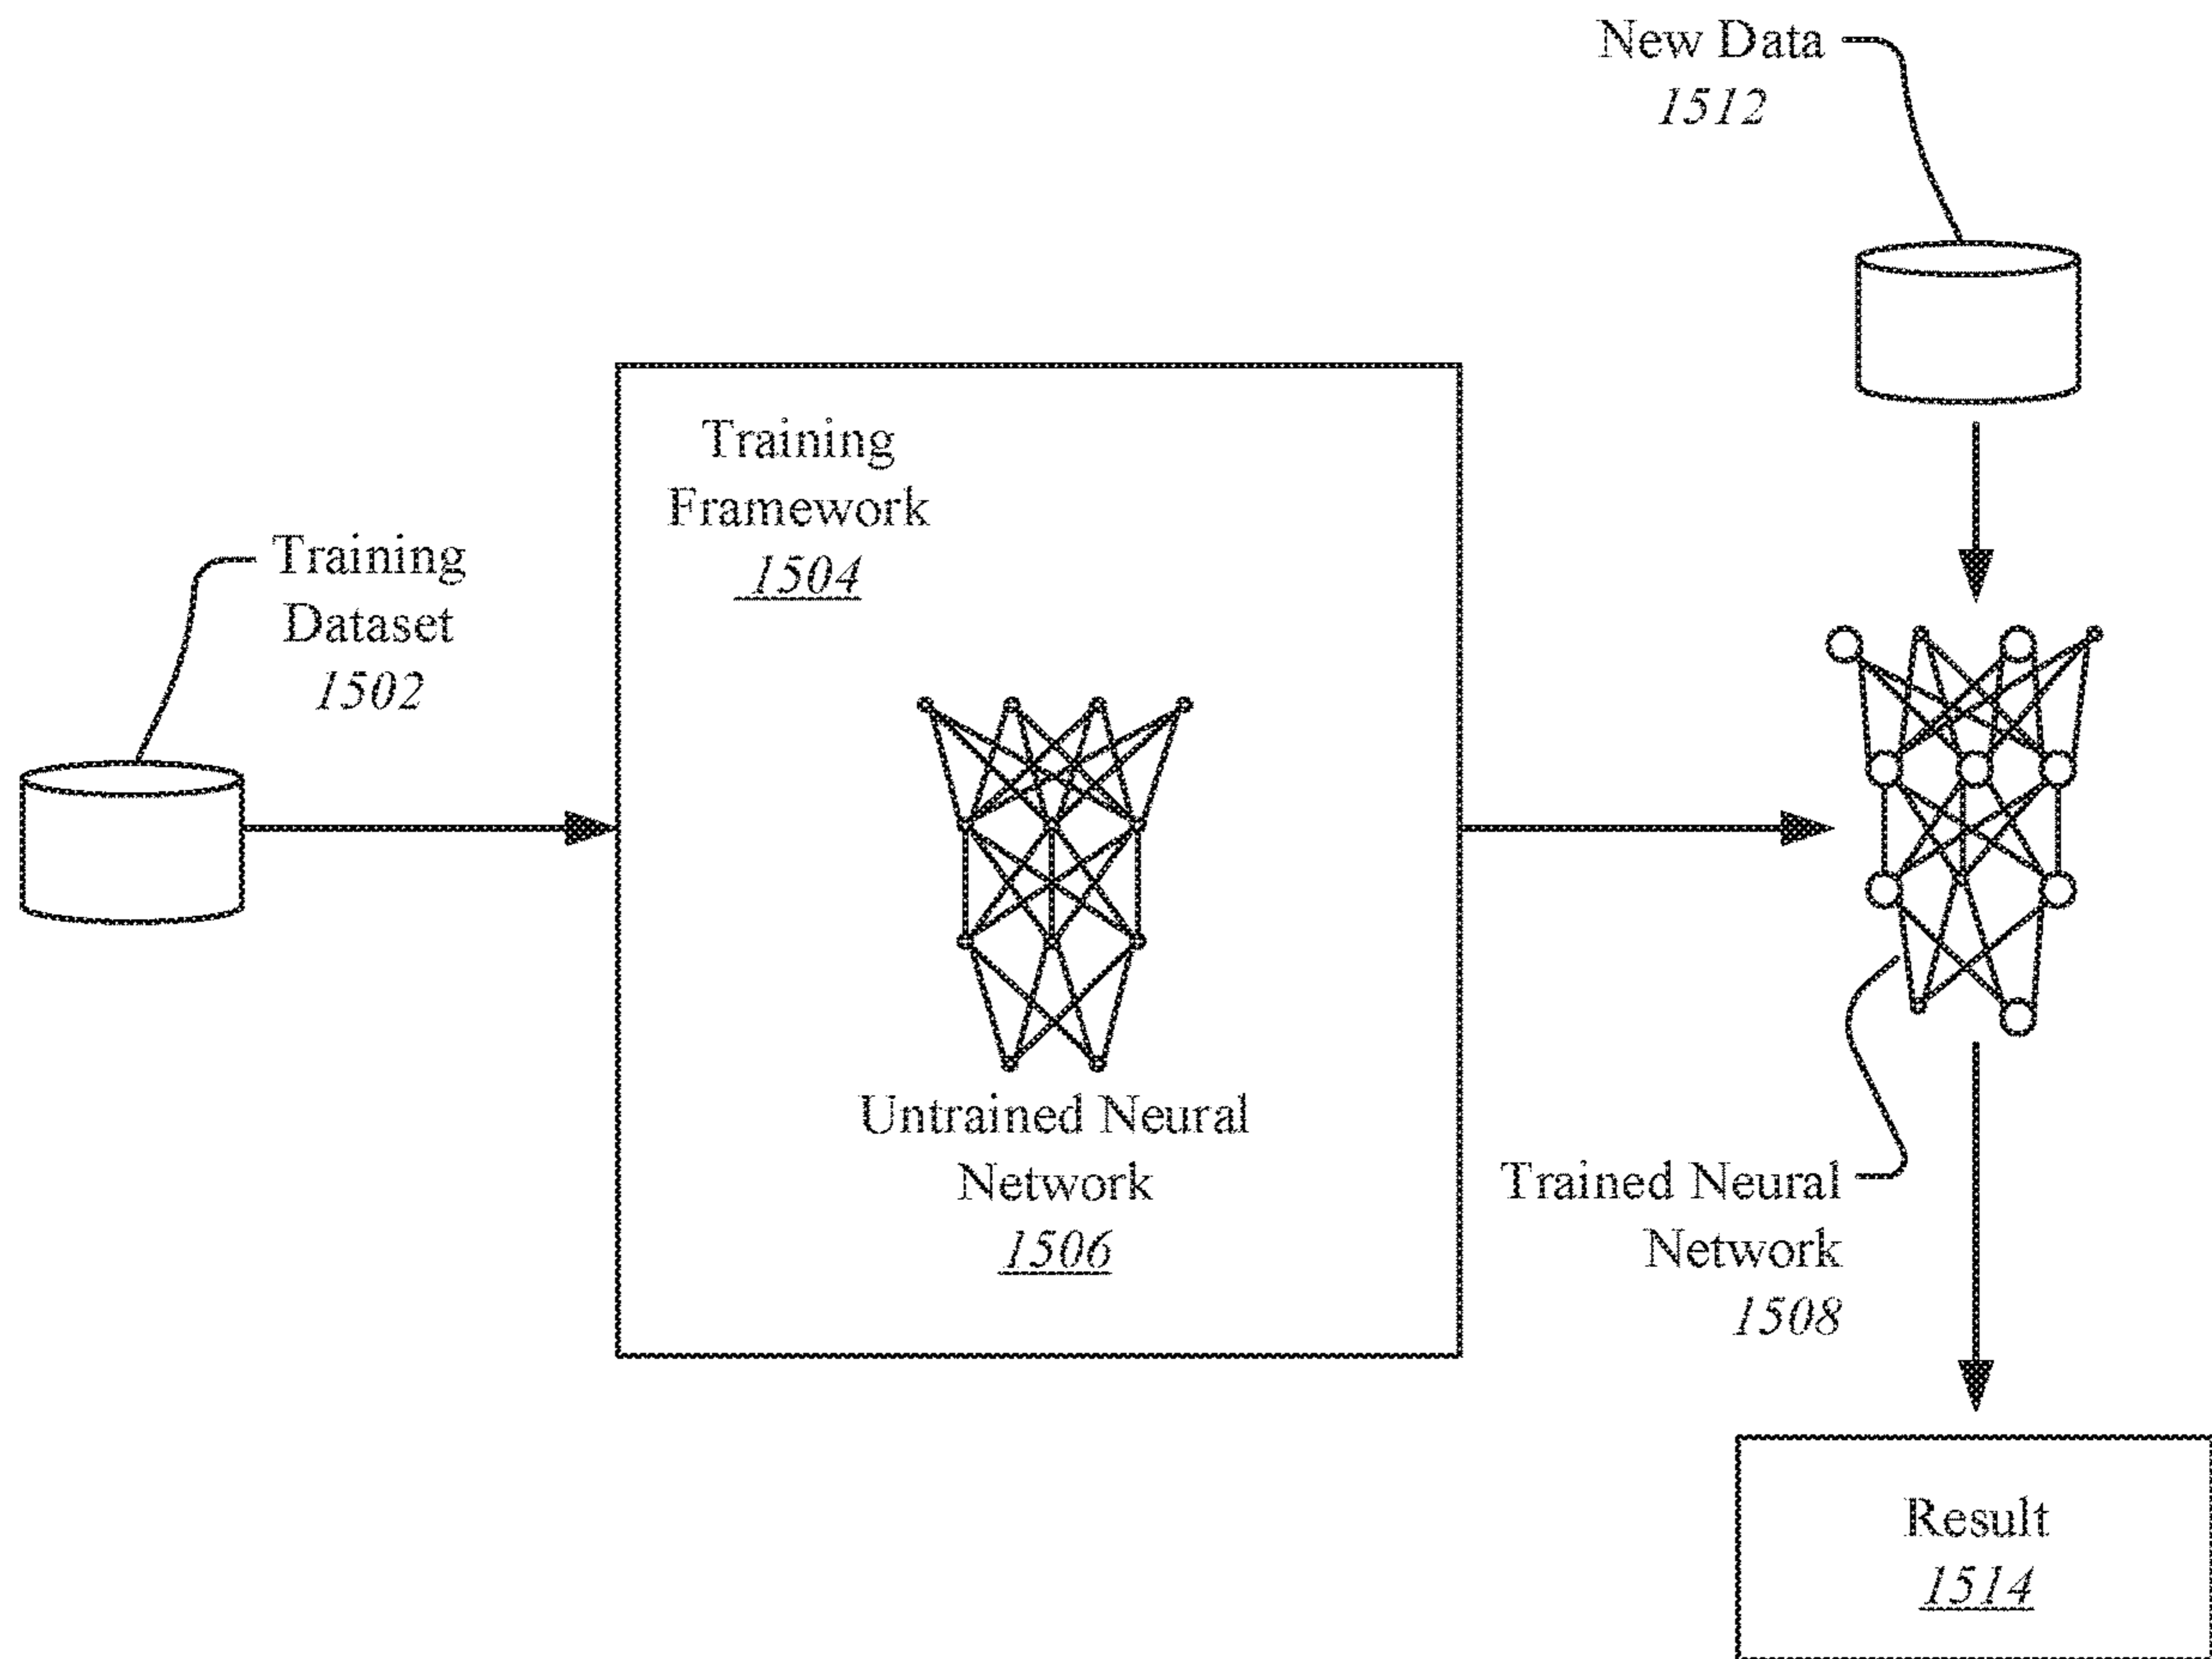 New Data
1512
Training
Framework
1504
Training
Dataset
1502
Untrained Neural
Network
1506
Trained Neural
Network
1508
Result
1514